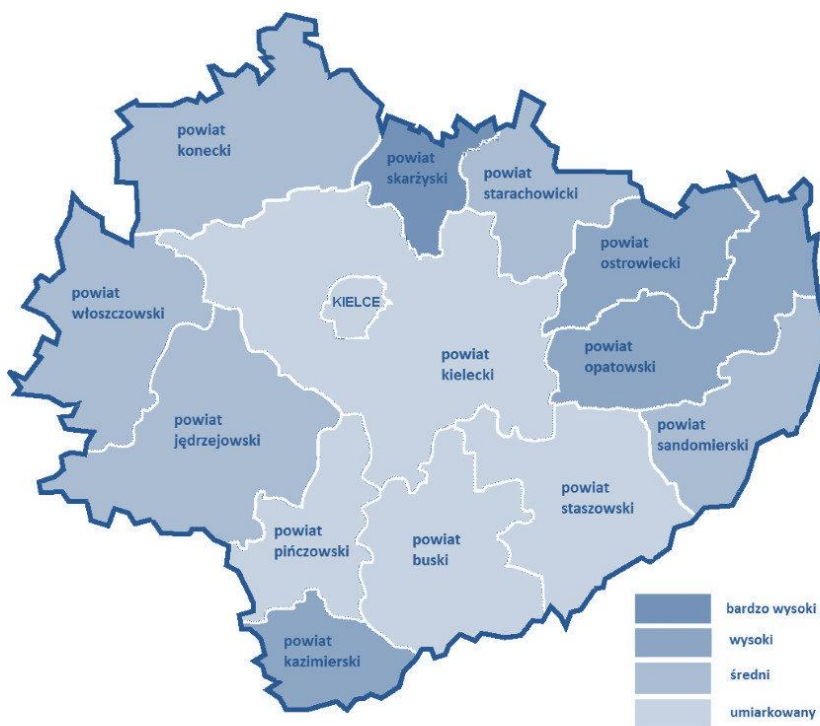 powiat
konecki
powiat
skarżyski
powiat
starachowicki
powiat
ostrowiecki
powiat
włoszczowski
KIELCE
powiat
kielecki
powiat
opatowski
powiat
jędrzejowski
powiat
sandomierski
powiat
staszowski
powiat
pińczowski
powiat
buski
powiat
kazimierski
bardzo wysoki
wysoki
średni
umiarkowany